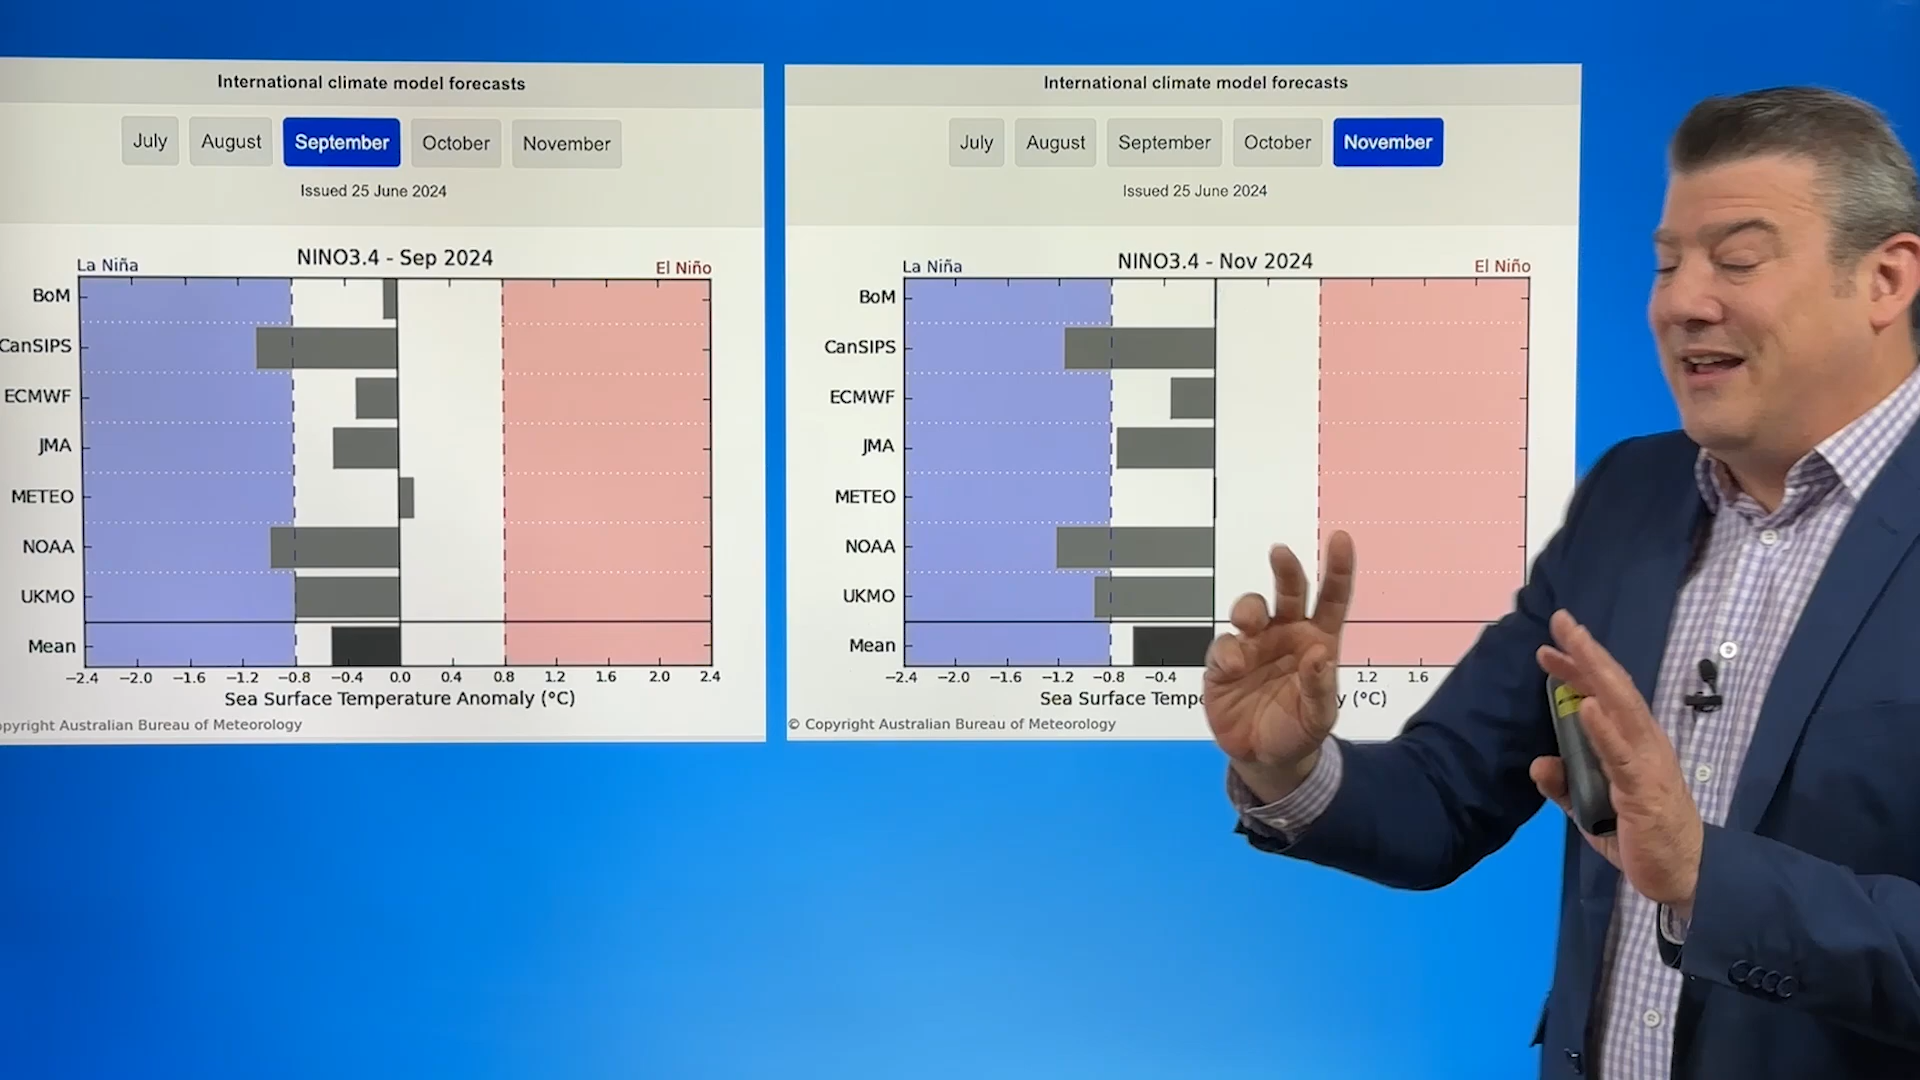 International climate model forecasts
July August September October November
Issued 25 June 2024
NINO3.4 - Sep 2024
La Niña El Niño
BoM
CanSIPS
ECMWF
JMA
METEO
NOAA
UKMO
Mean
−2.4 −2.0 −1.6 −1.2 −0.8 −0.4 0.0 0.4 0.8 1.2 1.6 2.0 2.4
Sea Surface Temperature Anomaly (°C)
opyright Australian Bureau of Meteorology
International climate model forecasts
July August September October November
Issued 25 June 2024
NINO3.4 - Nov 2024
La Niña El Niño
BoM
CanSIPS
ECMWF
JMA
METEO
NOAA
UKMO
Mean
−2.4 −2.0 −1.6 −1.2 −0.8 −0.4 1.2 1.6
Sea Surface Tempe y (°C)
© Copyright Australian Bureau of Meteorology